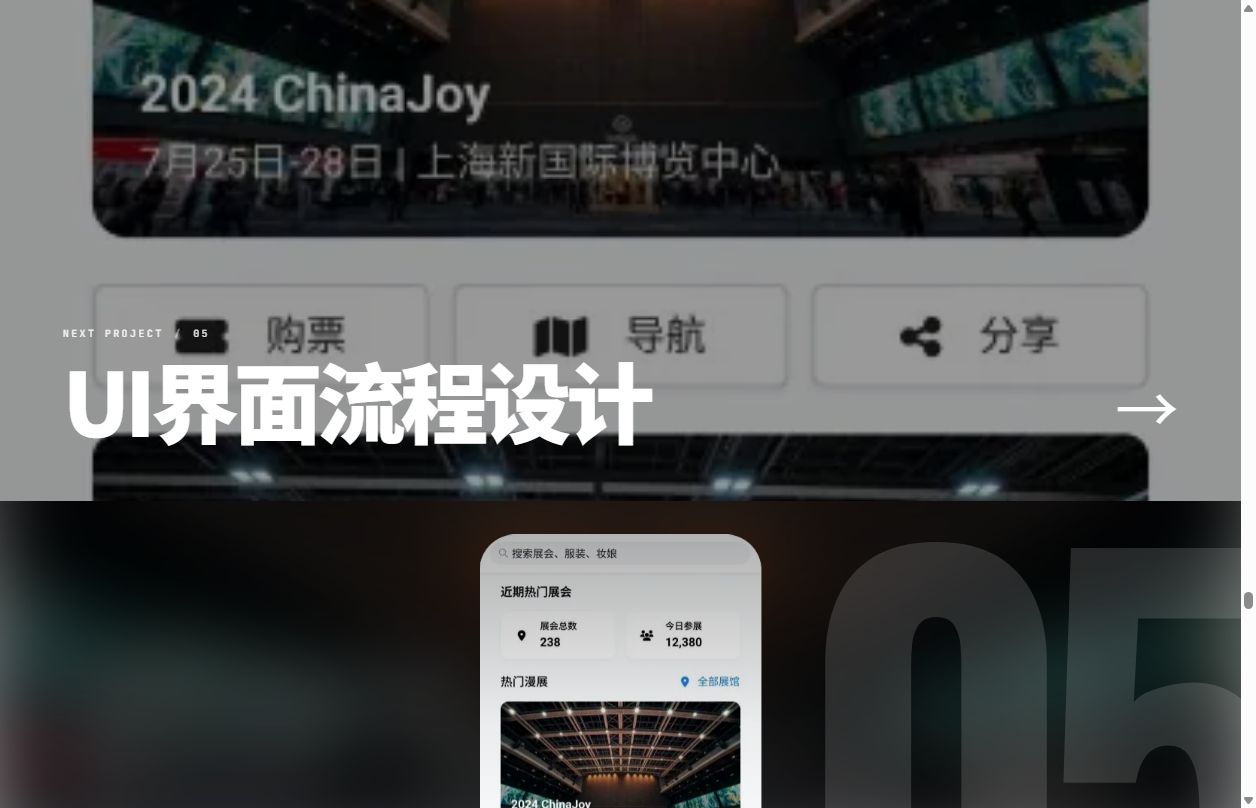 2024 ChinaJoy
7月25日-28日 | 上海新国际博览中心
购票
导航
分享
NEXT PROJECT / 05
UI界面流程设计
05
搜索展会、服装、妆娘
近期热门展会
展会总数
238
今日参展
12,380
热门漫展
全部展馆
2024 ChinaJoy